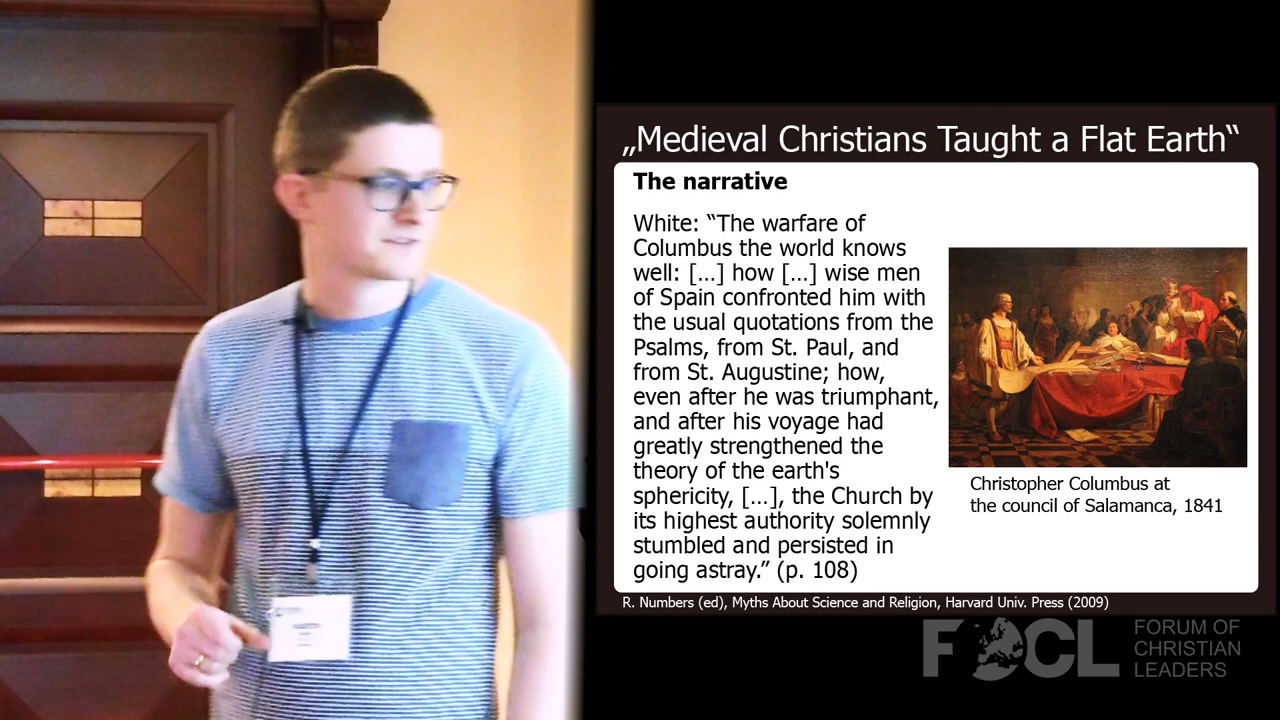 „Medieval Christians Taught a Flat Earth“
The narrative
White: “The warfare of
Columbus the world knows
well: […] how […] wise men
of Spain confronted him with
the usual quotations from the
Psalms, from St. Paul, and
from St. Augustine; how,
even after he was triumphant,
and after his voyage had
greatly strengthened the
theory of the earth's
sphericity, […], the Church by
its highest authority solemnly
stumbled and persisted in
going astray.” (p. 108)
Christopher Columbus at
the council of Salamanca, 1841
R. Numbers (ed), Myths About Science and Religion, Harvard Univ. Press (2009)
FOCL
FORUM OF
CHRISTIAN
LEADERS